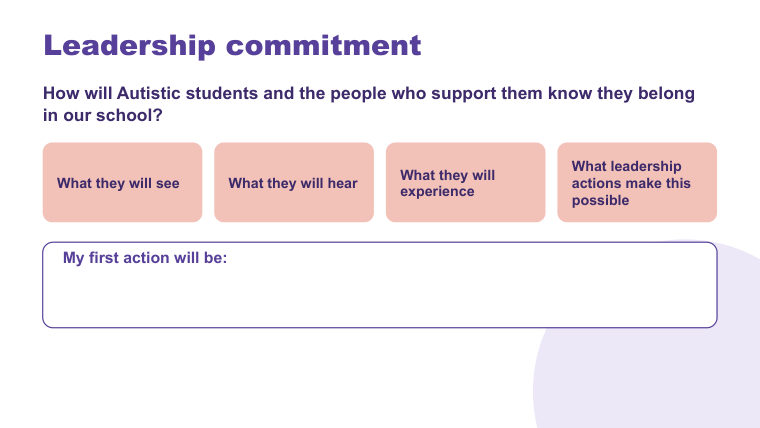 Leadership commitment
How will Autistic students and the people who support them know they belong
in our school?
What they will see
What they will hear
What they will
experience
What leadership
actions make this
possible
My first action will be: